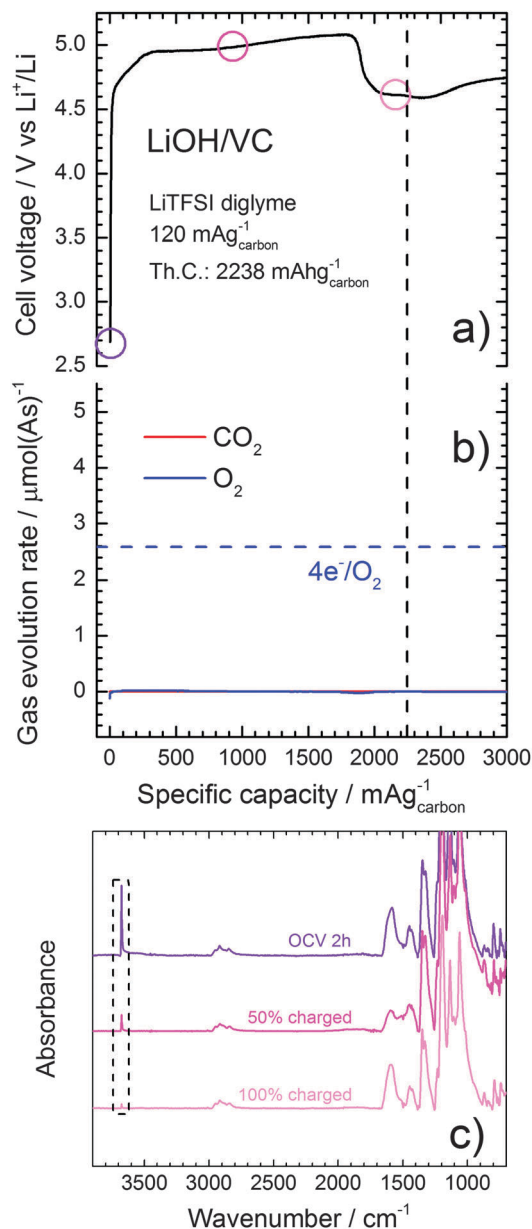 5.0
4.5
4.0
3.5
3.0
2.5
Cell voltage / V vs Li⁺/Li
LiOH/VC
LiTFSI diglyme
120 mAg⁻¹carbon
Th.C.: 2238 mAhg⁻¹carbon
a)
5
4
3
2
1
0
Gas evolution rate / μmol(As)⁻¹
CO₂
O₂
b)
4e⁻/O₂
0 500 1000 1500 2000 2500 3000
Specific capacity / mAg⁻¹carbon
Absorbance
OCV 2h
50% charged
100% charged
c)
3900 3500 3000 2500 2000 1500 1000
Wavenumber / cm⁻¹